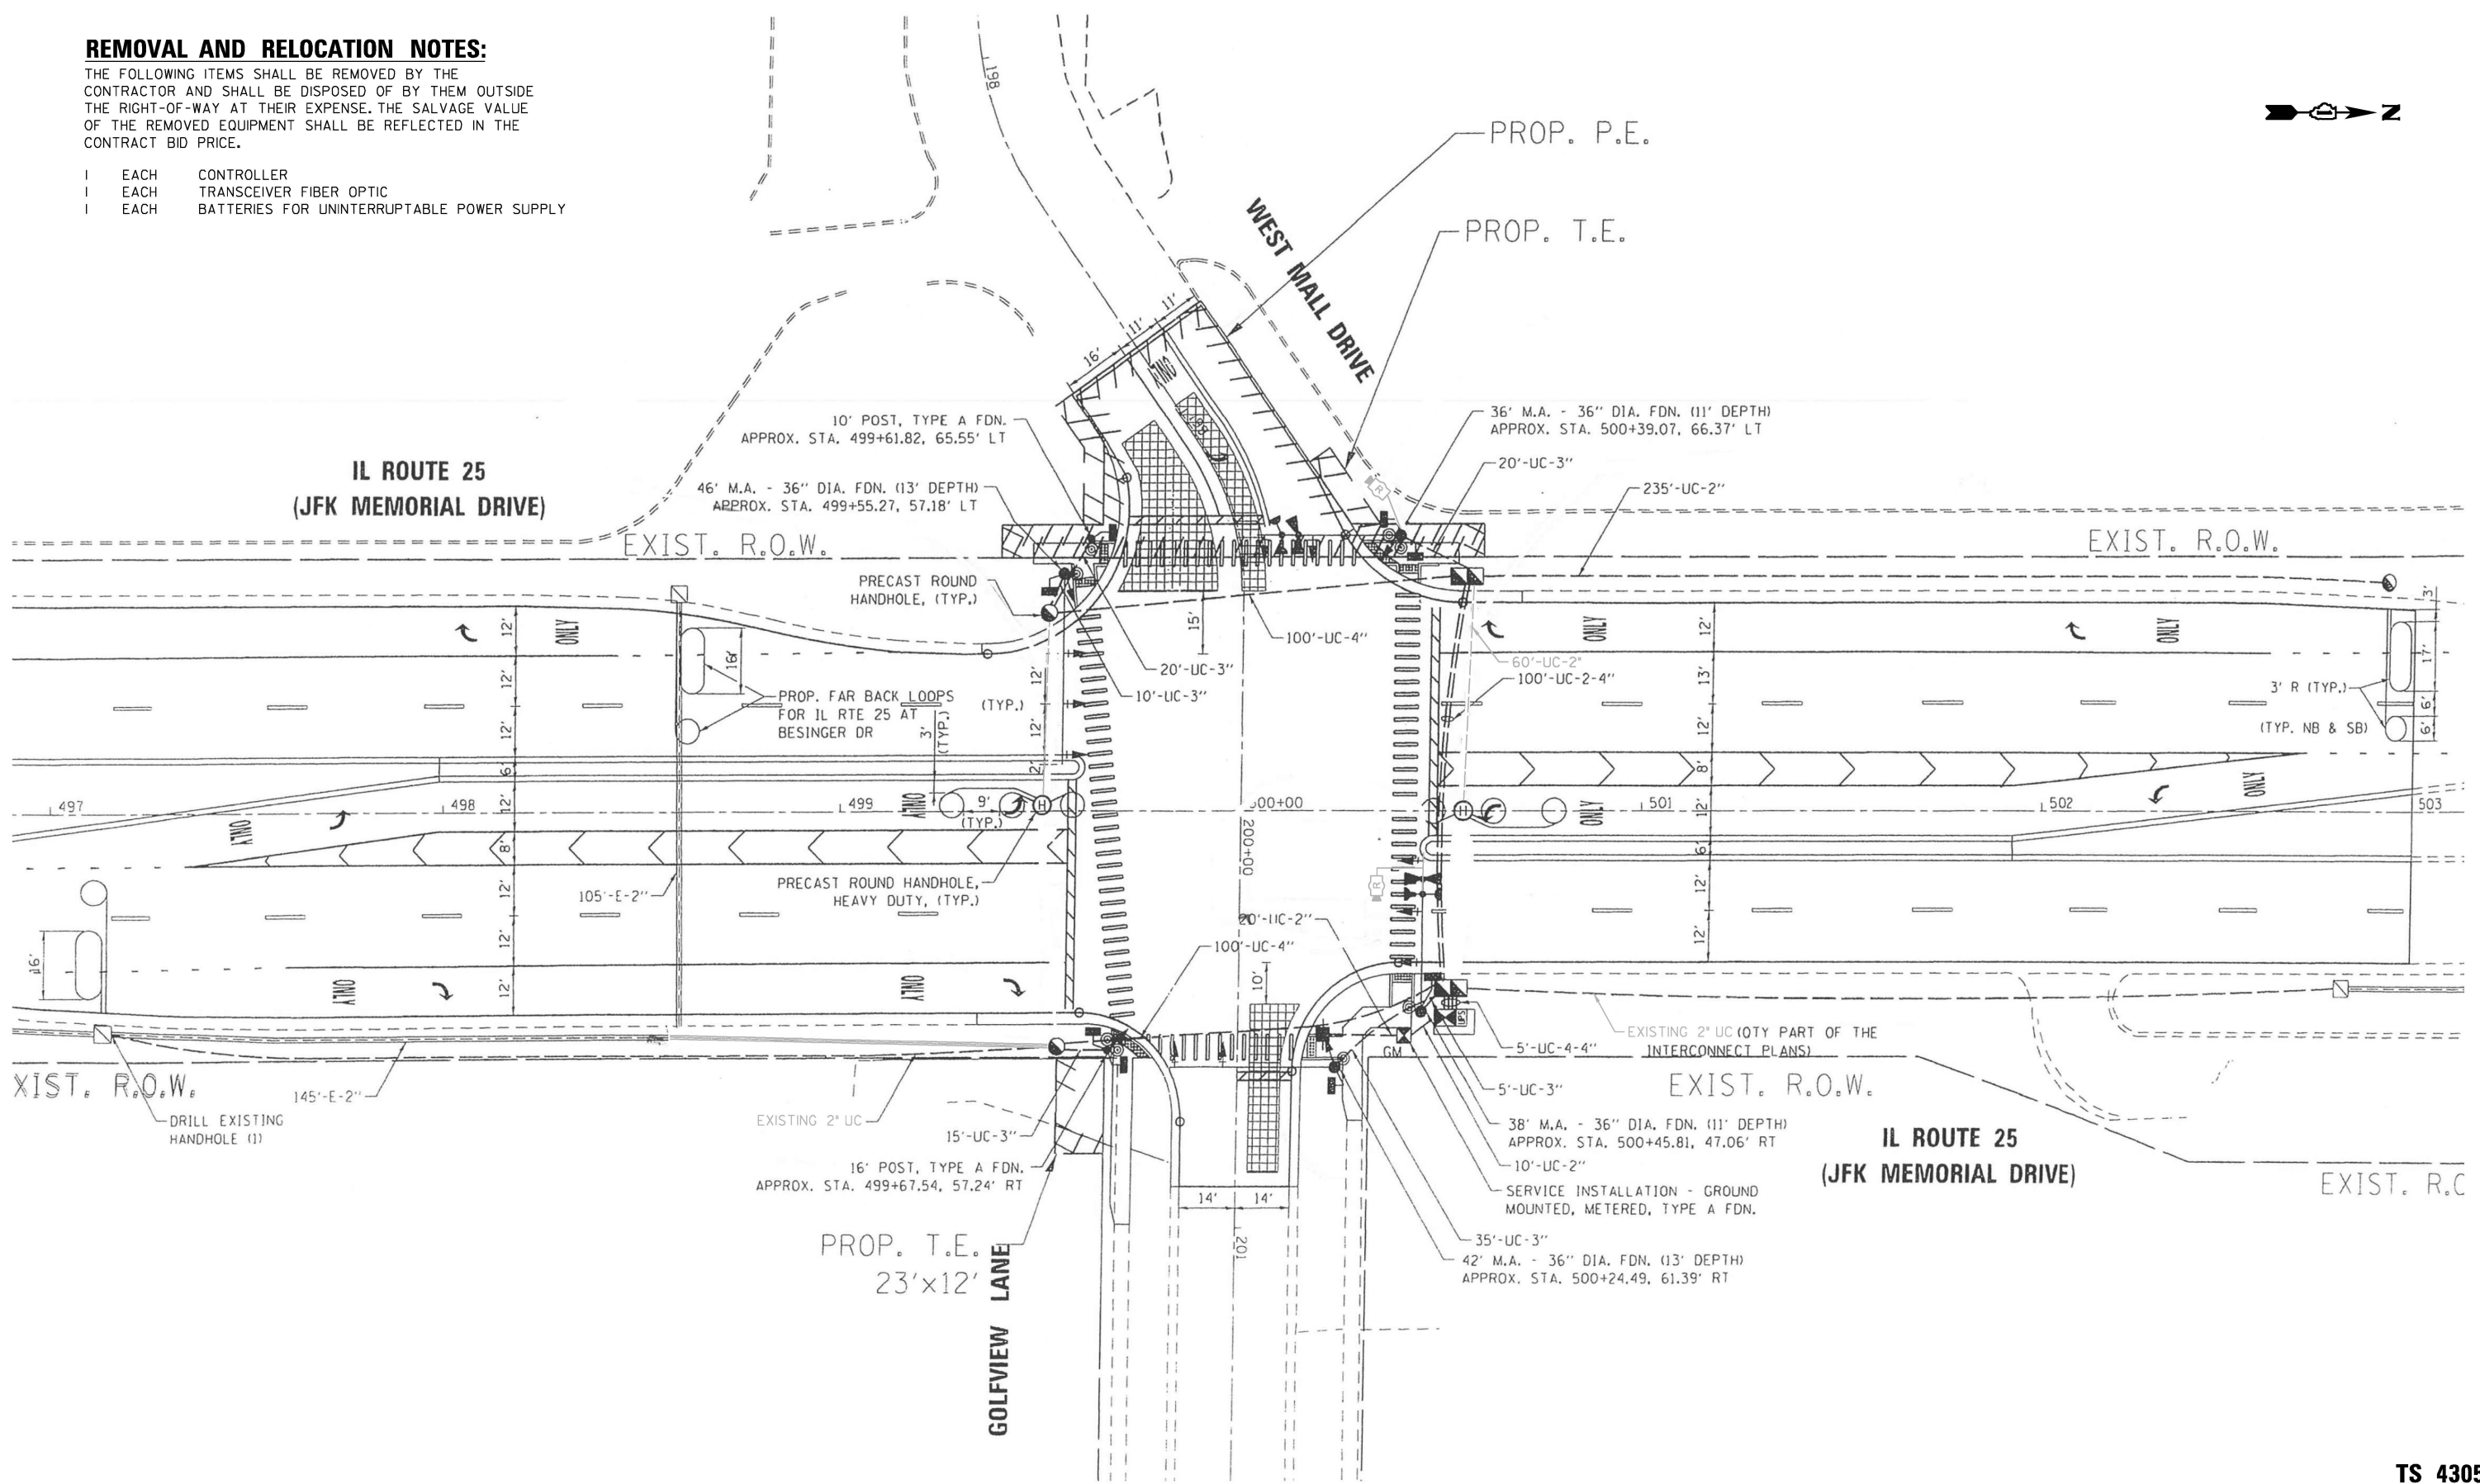 REMOVAL AND RELOCATION NOTES:
THE FOLLOWING ITEMS SHALL BE REMOVED BY THE
CONTRACTOR AND SHALL BE DISPOSED OF BY THEM OUTSIDE
THE RIGHT-OF-WAY AT THEIR EXPENSE. THE SALVAGE VALUE
OF THE REMOVED EQUIPMENT SHALL BE REFLECTED IN THE
CONTRACT BID PRICE.
1 EACH CONTROLLER
1 EACH TRANSCEIVER FIBER OPTIC
1 EACH BATTERIES FOR UNINTERRUPTABLE POWER SUPPLY
198
N
PROP. P.E.
PROP. T.E.
WEST MALL DRIVE
11'
11'
16'
10' POST, TYPE A FDN.
APPROX. STA. 499+61.82, 65.55' LT
36' M.A. - 36" DIA. FDN. (11' DEPTH)
APPROX. STA. 500+39.07, 66.37' LT
20'-UC-3"
235'-UC-2"
IL ROUTE 25
(JFK MEMORIAL DRIVE)
46' M.A. - 36" DIA. FDN. (13' DEPTH)
APPROX. STA. 499+55.27, 57.18' LT
R
EXIST. R.O.W.
EXIST. R.O.W.
PRECAST ROUND
HANDHOLE, (TYP.)
12'
ONLY
16'
15'
100'-UC-4"
20'-UC-3"
10'-UC-3"
60'-UC-2"
100'-UC-2-4"
ONLY
12'
ONLY
3'
17'
3' R (TYP.)
6'
(TYP. NB & SB)
6'
12'
PROP. FAR BACK LOOPS
FOR IL RTE 25 AT
BESINGER DR
(TYP.)
12'
12'
3'
(TYP.)
2'
13'
12'
12'
6'
8'
497
498
499
500+00
501
502
503
ONLY
12'
ONLY
9'
(TYP.)
H
H
ONLY
12'
ONLY
8'
6'
200+00
PRECAST ROUND HANDHOLE,
HEAVY DUTY, (TYP.)
105'-E-2"
12'
12'
R
12'
12'
20'-UC-2"
100'-UC-4"
10'
16'
ONLY
12'
ONLY
UPS
GM
EXISTING 2" UC (QTY PART OF THE
INTERCONNECT PLANS)
5'-UC-4-4"
5'-UC-3"
38' M.A. - 36" DIA. FDN. (11' DEPTH)
APPROX. STA. 500+45.81, 47.06' RT
10'-UC-2"
SERVICE INSTALLATION - GROUND
MOUNTED, METERED, TYPE A FDN.
35'-UC-3"
42' M.A. - 36" DIA. FDN. (13' DEPTH)
APPROX. STA. 500+24.49, 61.39' RT
XIST. R.O.W.
145'-E-2"
DRILL EXISTING
HANDHOLE (1)
EXISTING 2" UC
15'-UC-3"
16' POST, TYPE A FDN.
APPROX. STA. 499+67.54, 57.24' RT
14'
14'
201
PROP. T.E.
23'x12'
GOLFVIEW LANE
EXIST. R.O.W.
IL ROUTE 25
(JFK MEMORIAL DRIVE)
EXIST. R.O
TS 4305